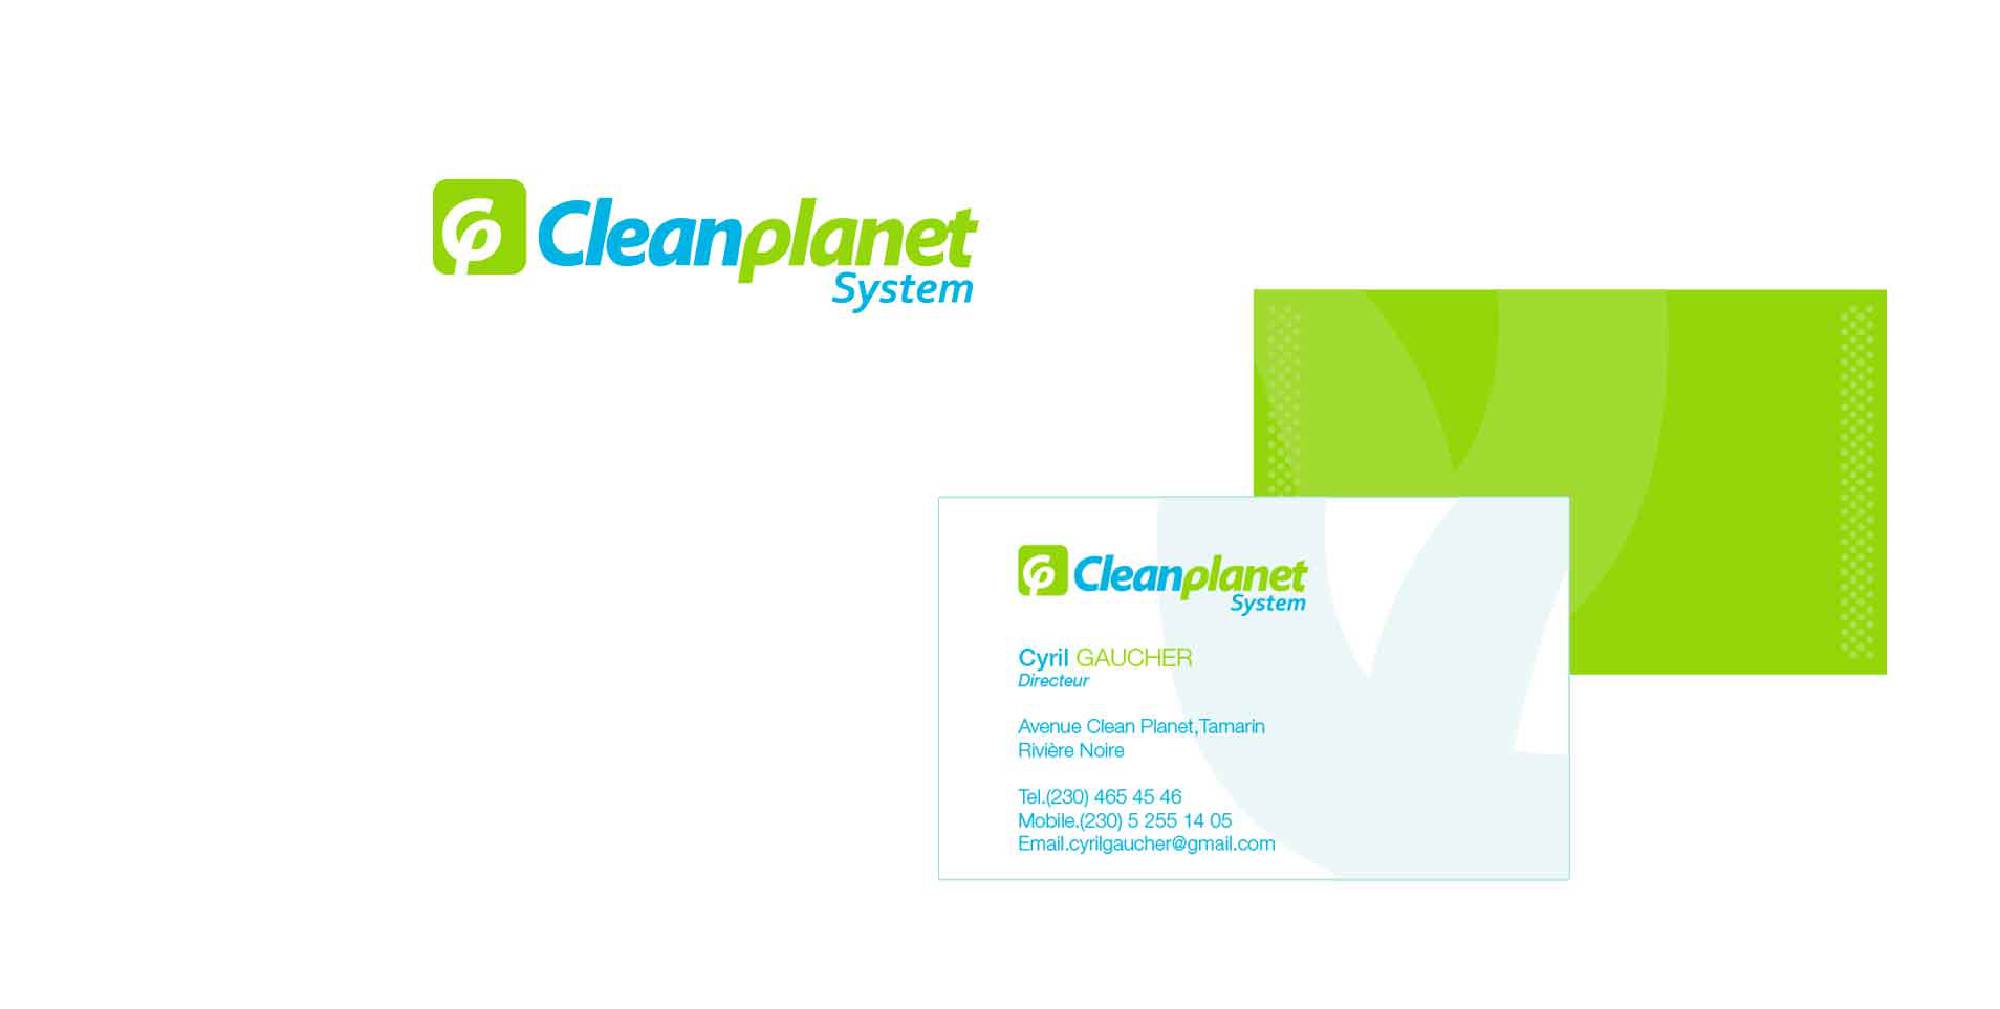 Cleanplanet
System
Cleanplanet
System
Cyril GAUCHER
Directeur
Avenue Clean Planet,Tamarin
Rivière Noire
Tel.(230) 465 45 46
Mobile.(230) 5 255 14 05
Email.cyrilgaucher@gmail.com